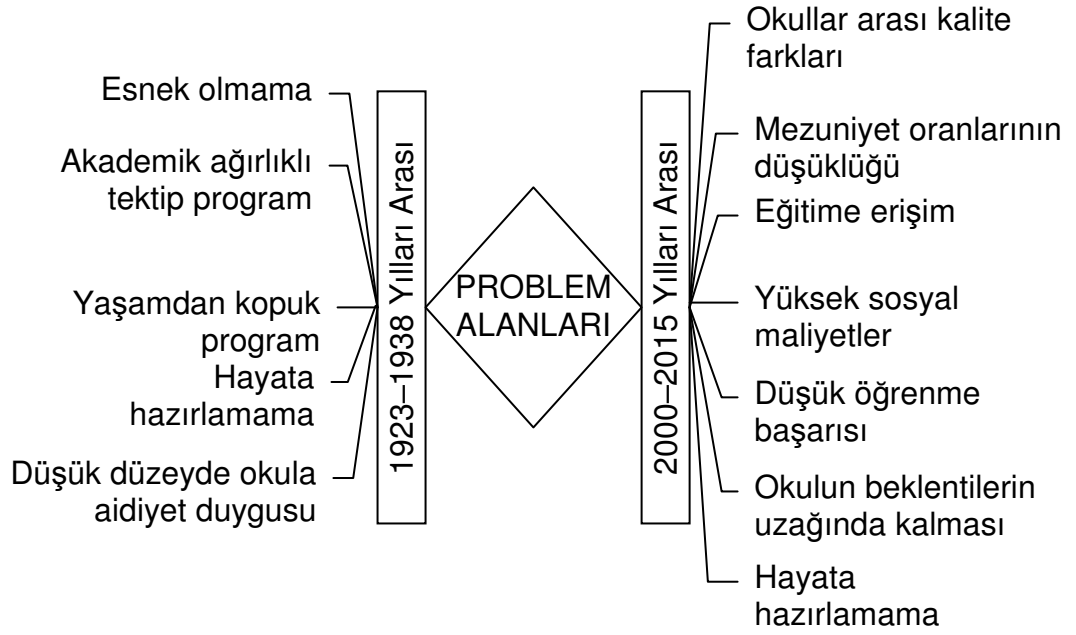 Esnek olmama
Akademik ağırlıklı
tektip program
Yaşamdan kopuk
program
Hayata
hazırlamama
Düşük düzeyde okula
aidiyet duygusu
1923–1938 Yılları Arası
PROBLEM
ALANLARI
2000–2015 Yılları Arası
Okullar arası kalite
farkları
Mezuniyet oranlarının
düşüklüğü
Eğitime erişim
Yüksek sosyal
maliyetler
Düşük öğrenme
başarısı
Okulun beklentilerin
uzağında kalması
Hayata
hazırlamama